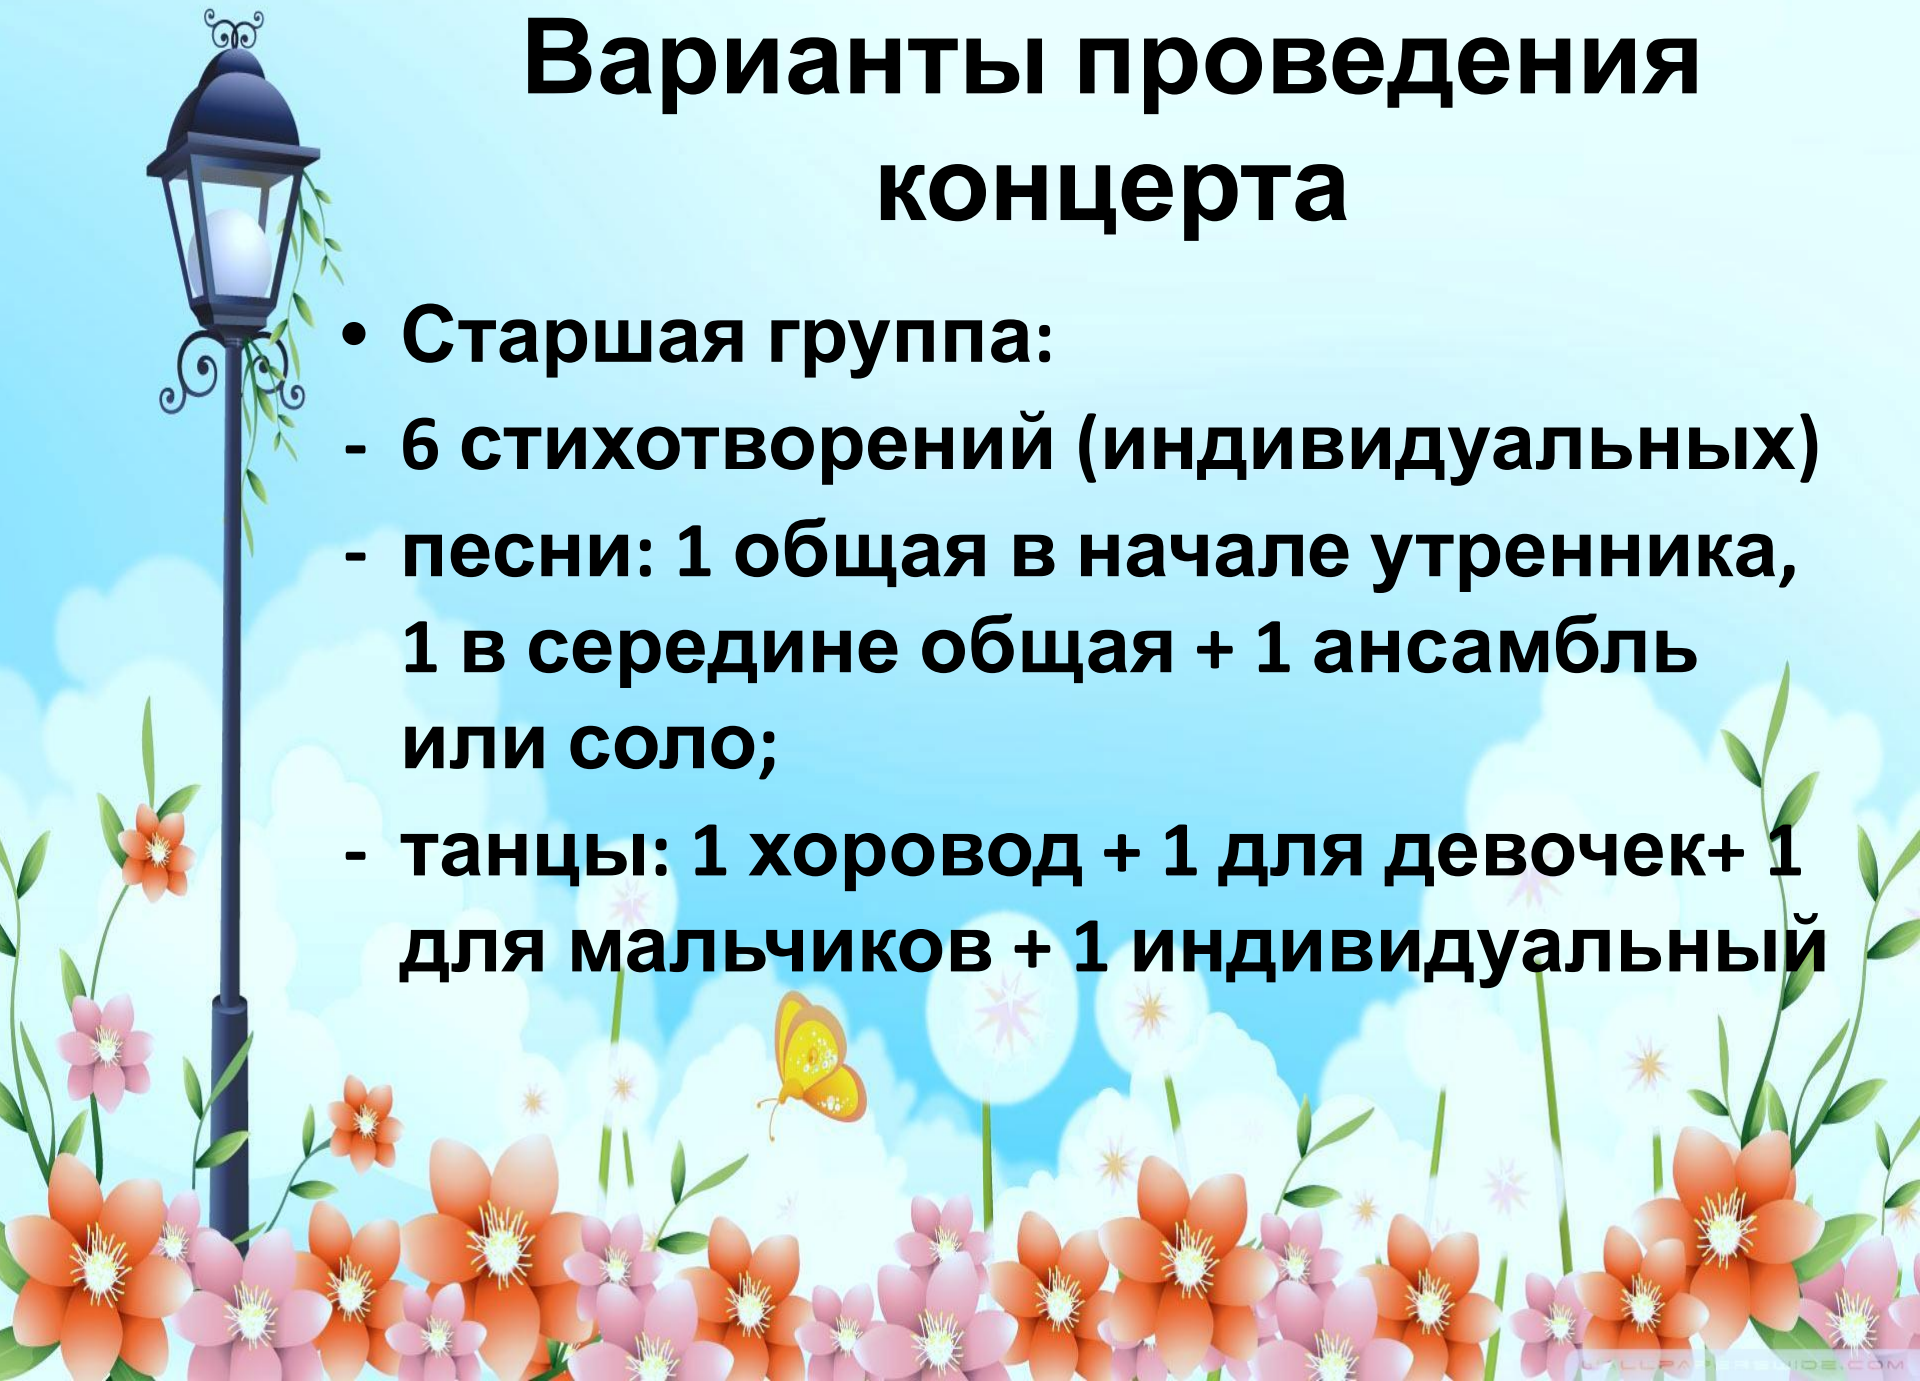 Варианты проведения
концерта
• Старшая группа:
- 6 стихотворений (индивидуальных)
- песни: 1 общая в начале утренника,
1 в середине общая + 1 ансамбль
или соло;
- танцы: 1 хоровод + 1 для девочек+ 1
для мальчиков + 1 индивидуальный